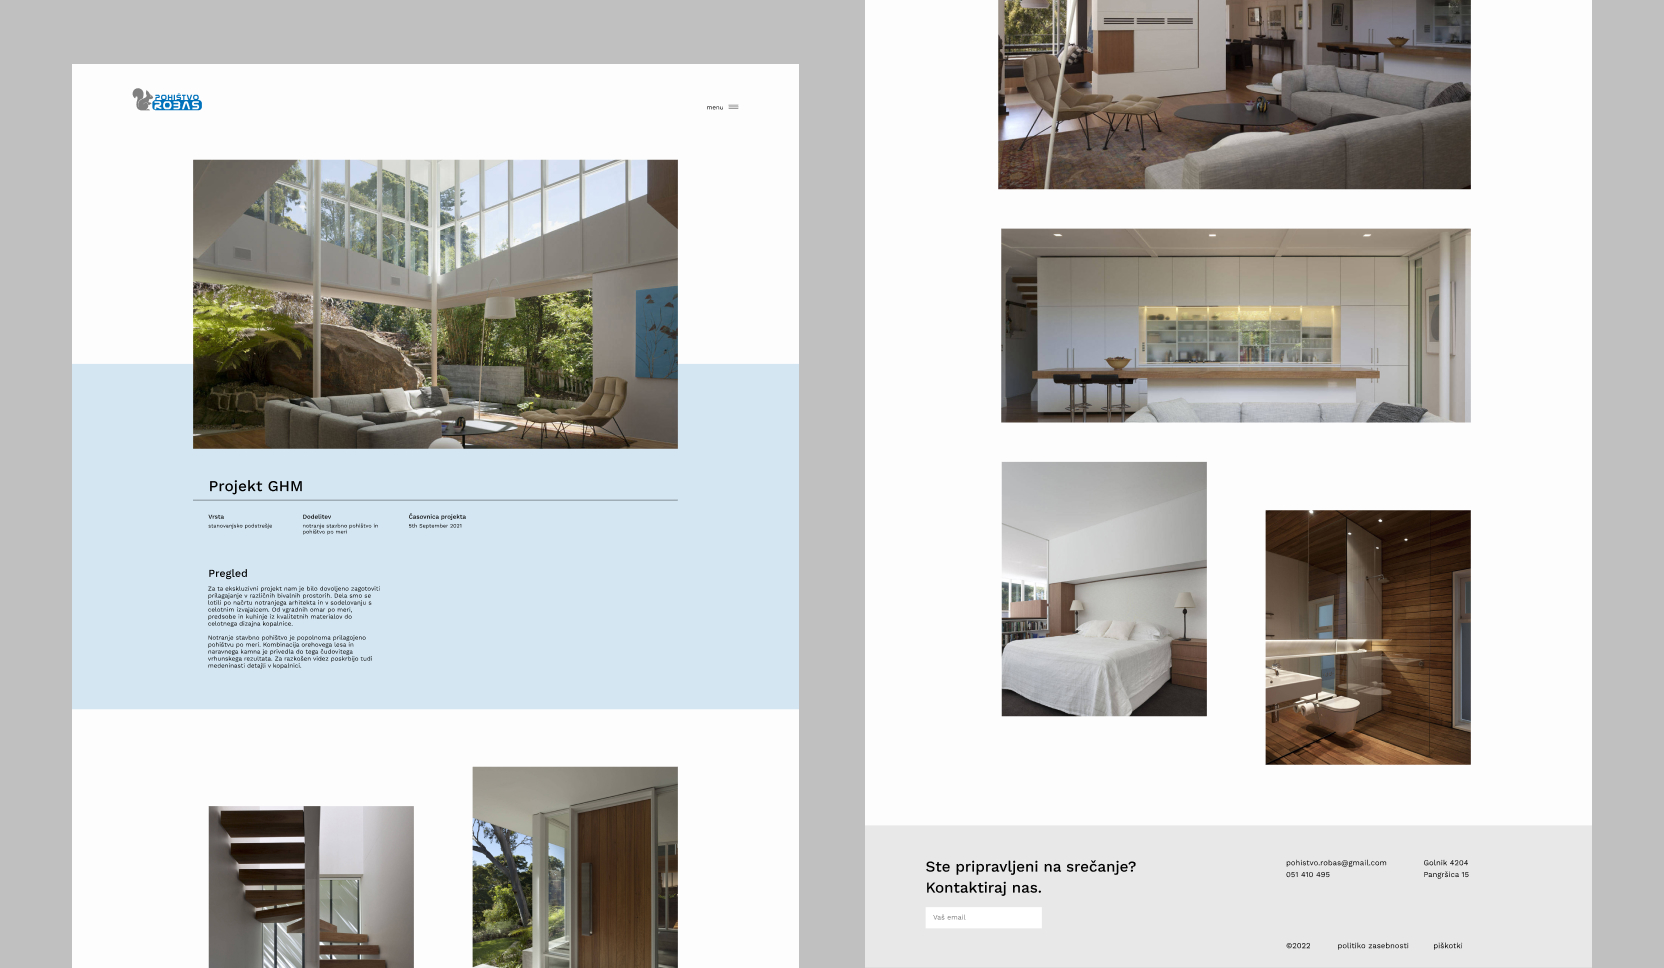 POHIŠTVO
ROBAS
menu
Projekt GHM
Vrsta
stanovanjsko podstrešje
Dodelitev
notranje stavbno pohištvo in
pohištvo po meri
Časovnica projekta
5th September 2021
Pregled
Za ta ekskluzivni projekt nam je bilo dovoljeno zagotoviti
prilagajanje v različnih bivalnih prostorih. Dela smo se
lotili po načrtu notranjega arhitekta in v sodelovanju s
celotnim izvajalcem. Od vgradnih omar po meri,
predsobe in kuhinje iz kvalitetnih materialov do
celotnega dizajna kopalnice.
Notranje stavbno pohištvo je popolnoma prilagojeno
pohištvu po meri. Kombinacija orehovega lesa in
naravnega kamna je privedla do tega čudovitega
vrhunskega rezultata. Za razkošen videz poskrbijo tudi
medeninasti detajli v kopalnici.
Ste pripravljeni na srečanje?
Kontaktiraj nas.
Vaš email
pohistvo.robas@gmail.com
051 410 495
Golnik 4204
Pangršica 15
©2022
politiko zasebnosti
piškotki